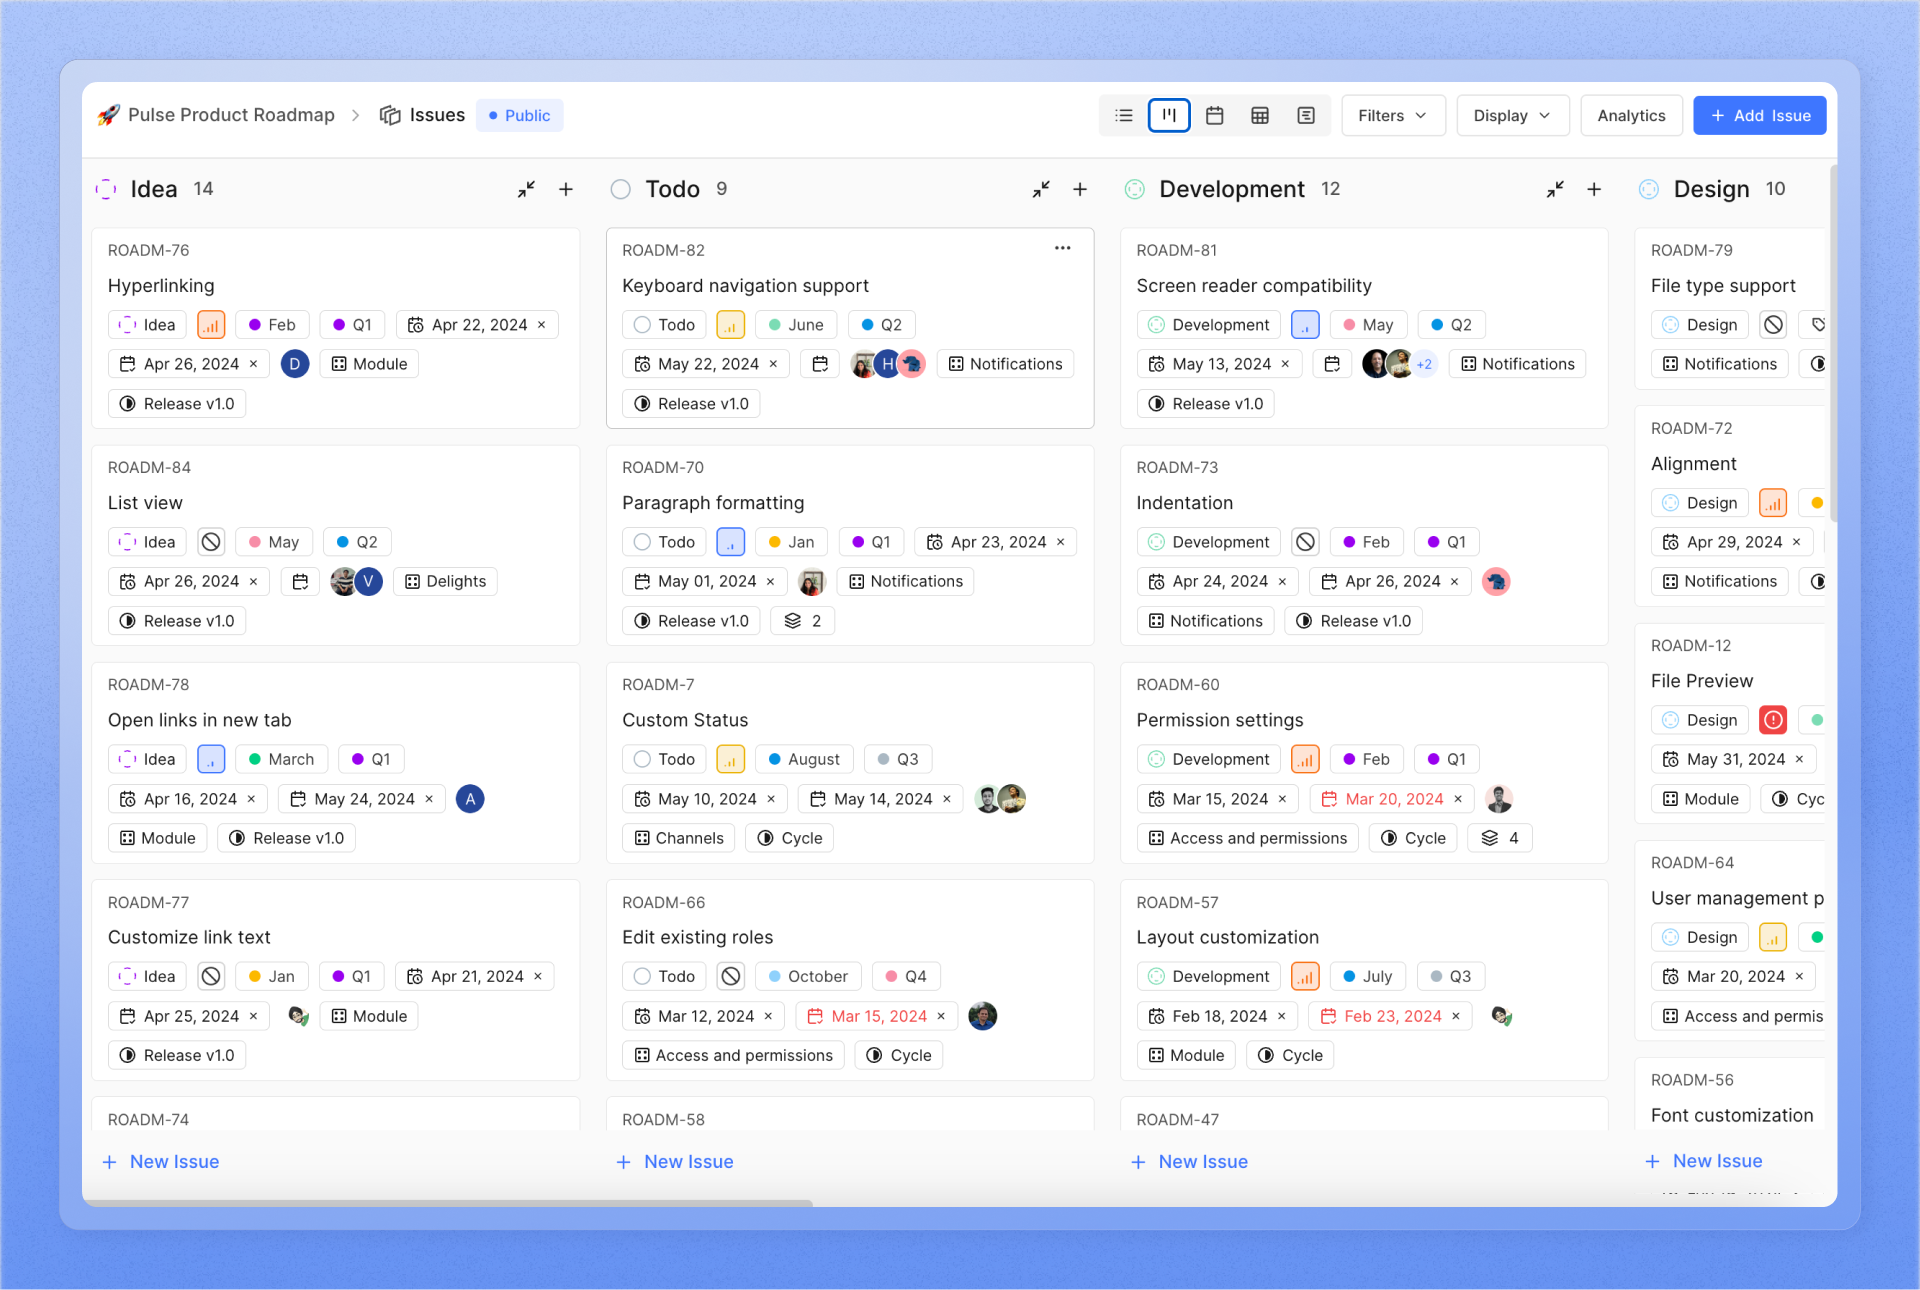 Pulse Product Roadmap > Issues Public
Filters Display Analytics + Add Issue
Idea 14
ROADM-76
Hyperlinking
Idea Feb Q1 Apr 22, 2024 ×
Apr 26, 2024 × D Module
Release v1.0
ROADM-84
List view
Idea May Q2
Apr 26, 2024 × V Delights
Release v1.0
ROADM-78
Open links in new tab
Idea March Q1
Apr 16, 2024 × May 24, 2024 × A
Module Release v1.0
ROADM-77
Customize link text
Idea Jan Q1 Apr 21, 2024 ×
Apr 25, 2024 × Module
Release v1.0
ROADM-74
+ New Issue
Todo 9
ROADM-82
Keyboard navigation support
Todo June Q2
May 22, 2024 × H Notifications
Release v1.0
ROADM-70
Paragraph formatting
Todo Jan Q1 Apr 23, 2024 ×
May 01, 2024 × Notifications
Release v1.0 2
ROADM-7
Custom Status
Todo August Q3
May 10, 2024 × May 14, 2024 ×
Channels Cycle
ROADM-66
Edit existing roles
Todo October Q4
Mar 12, 2024 × Mar 15, 2024 ×
Access and permissions Cycle
ROADM-58
+ New Issue
Development 12
ROADM-81
Screen reader compatibility
Development May Q2
May 13, 2024 × +2 Notifications
Release v1.0
ROADM-73
Indentation
Development Feb Q1
Apr 24, 2024 × Apr 26, 2024 ×
Notifications Release v1.0
ROADM-60
Permission settings
Development Feb Q1
Mar 15, 2024 × Mar 20, 2024 ×
Access and permissions Cycle 4
ROADM-57
Layout customization
Development July Q3
Feb 18, 2024 × Feb 23, 2024 ×
Module Cycle
ROADM-47
+ New Issue
Design 10
ROADM-79
File type support
Design
Notifications
ROADM-72
Alignment
Design
Apr 29, 2024 ×
Notifications
ROADM-12
File Preview
Design
May 31, 2024 ×
Module Cyc
ROADM-64
User management p
Design
Mar 20, 2024 ×
Access and permis
ROADM-56
Font customization
+ New Issue